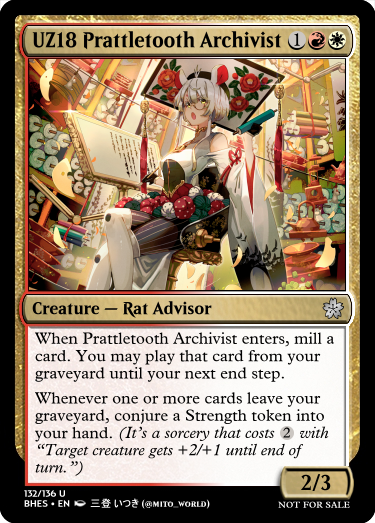 UZ18 Prattletooth Archivist 1
Creature — Rat Advisor
When Prattletooth Archivist enters, mill a
card. You may play that card from your
graveyard until your next end step.
Whenever one or more cards leave your
graveyard, conjure a Strength token into
your hand. (It's a sorcery that costs 2 with
“Target creature gets +2/+1 until end of
turn.”)
2/3
132/136 U
BHES • EN 三登 いつき (@MITO_WORLD)
NOT FOR SALE